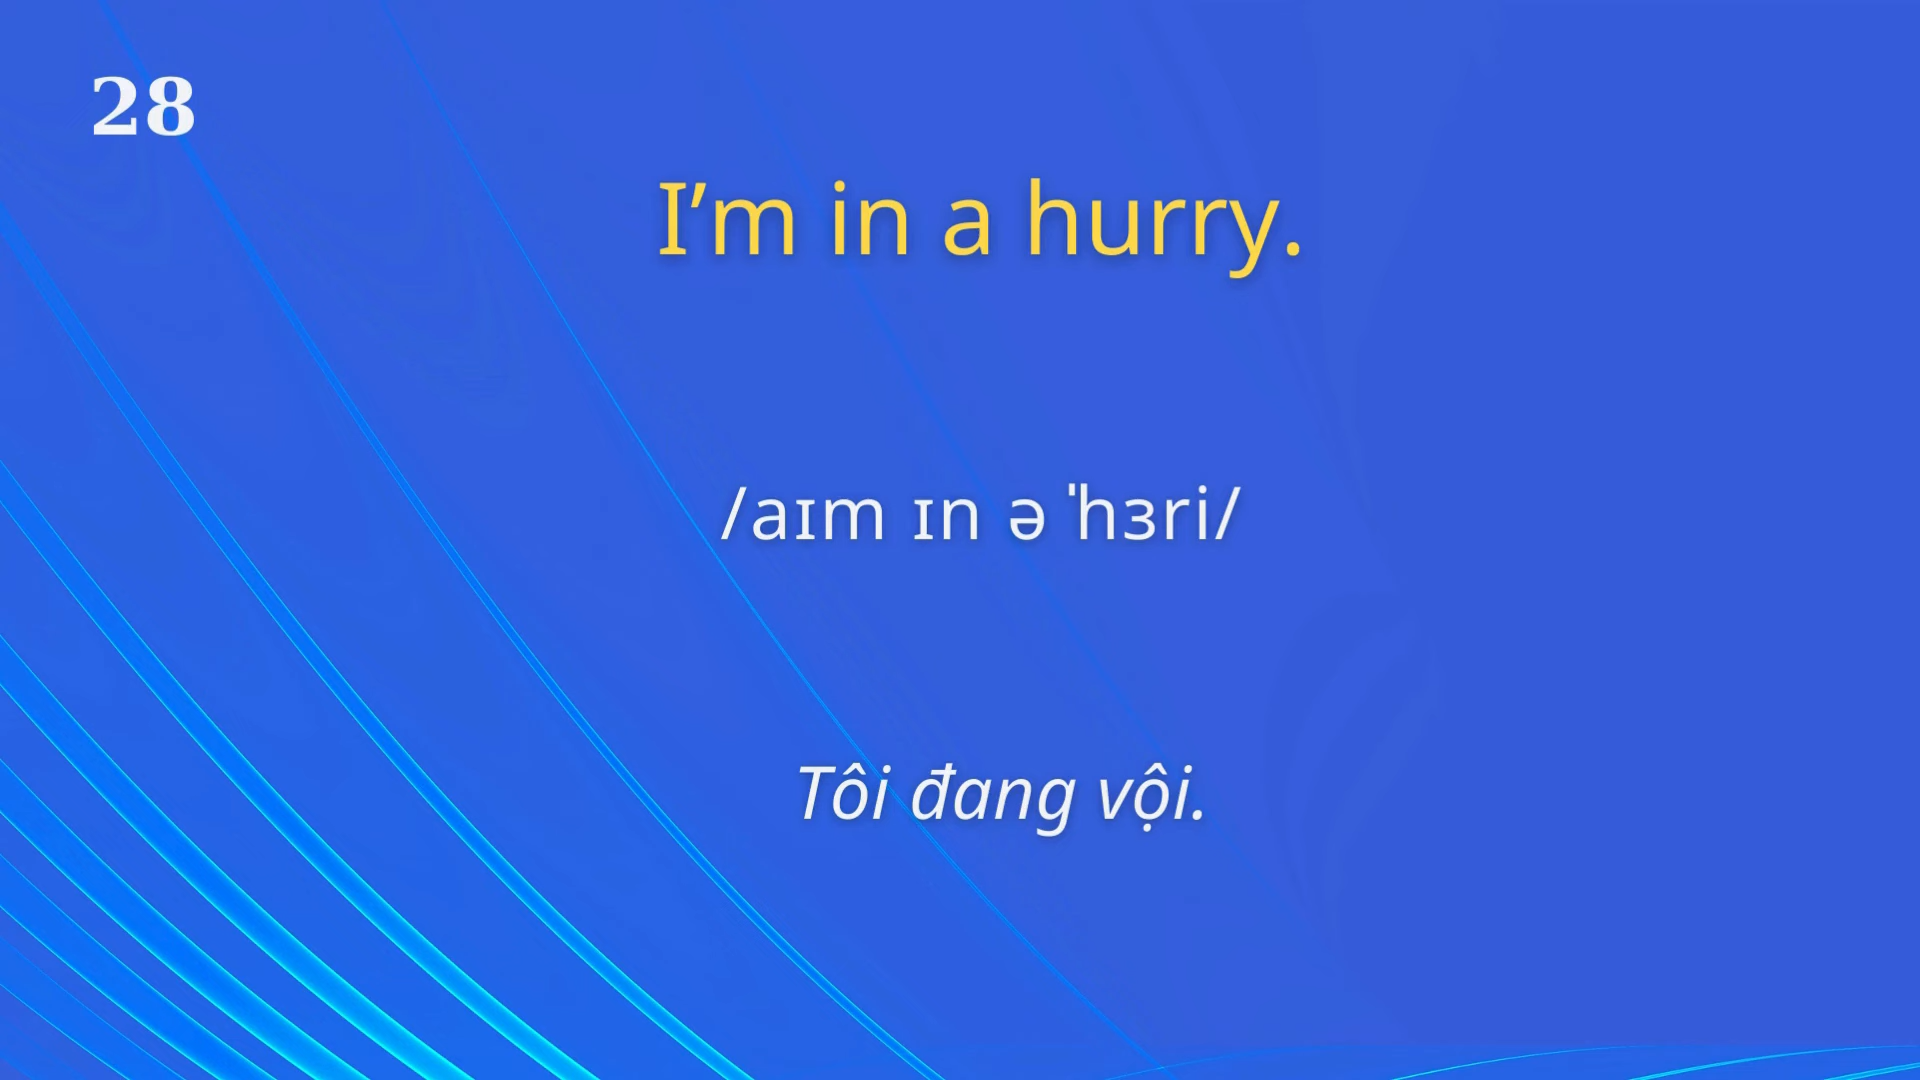 28
I’m in a hurry.
/aɪm ɪn ə ˈhɜri/
Tôi đang vội.